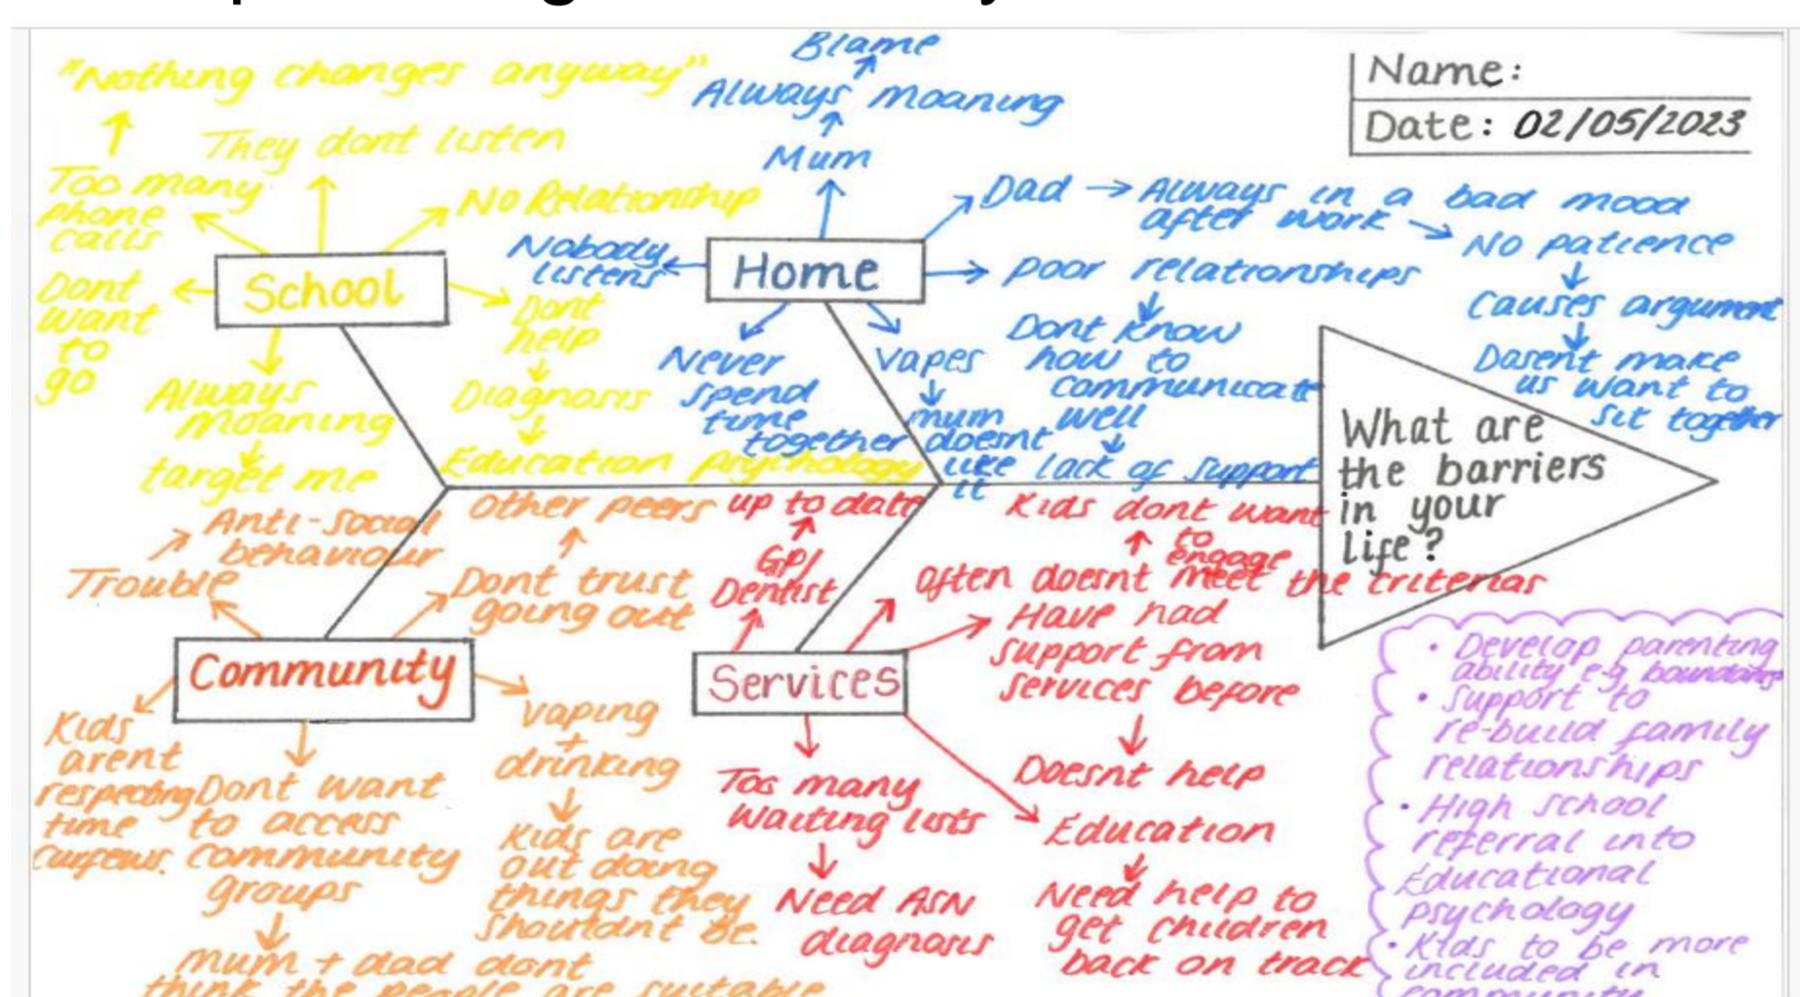 "Nothing changes anyway"
They dont listen
Too many
phone
calls
No Relationship
School
Dont
want
to
go
Dont
help
Diagnosis
Education psychology
Always
moaning
target me
Blame
Always moaning
Mum
Home
Nobody
listens
Dad → Always in a bad mood
after work
No patience
Causes argument
Dosent make
us want to
sit together
poor relationships
Dont know
how to
communicate
well
lack of support
Never
spend
time
together
Vapes
mum
doesnt
like
it
Name:
Date: 02/05/2023
What are
the barriers
in your
life?
Anti-social
behaviour
Trouble
other peers
Dont trust
going out
Community
Kids
arent
respecting
time
curfews.
Dont want
to access
community
groups
mum + dad dont
think the people are suitable
vaping
+
drinking
Kids are
out doing
things they
shouldnt be.
up to date
GP/
Dentist
Kids dont want
to
engage
often doesnt meet the criterias
Have had
support from
services before
Doesnt help
Services
Too many
waiting lists
Need ASN
diagnosis
Education
Need help to
get children
back on track
• Develop parenting
ability e.g boundaries
• support to
re-build family
relationships
• High school
referral into
Educational
psychology
• Kids to be more
included in
community